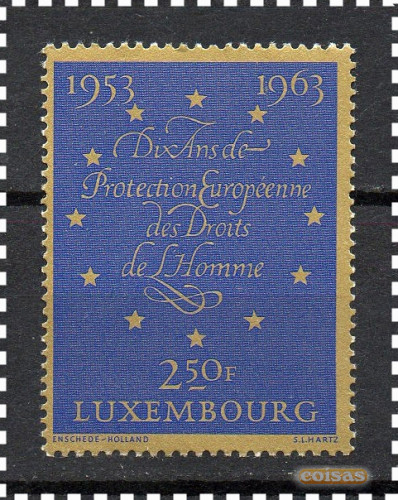 1953 1963
Dix Ans de
Protection Européenne
des Droits
de L'Homme
2.50F
LUXEMBOURG
ENSCHEDE-HOLLAND S.L.HARTZ
coisas